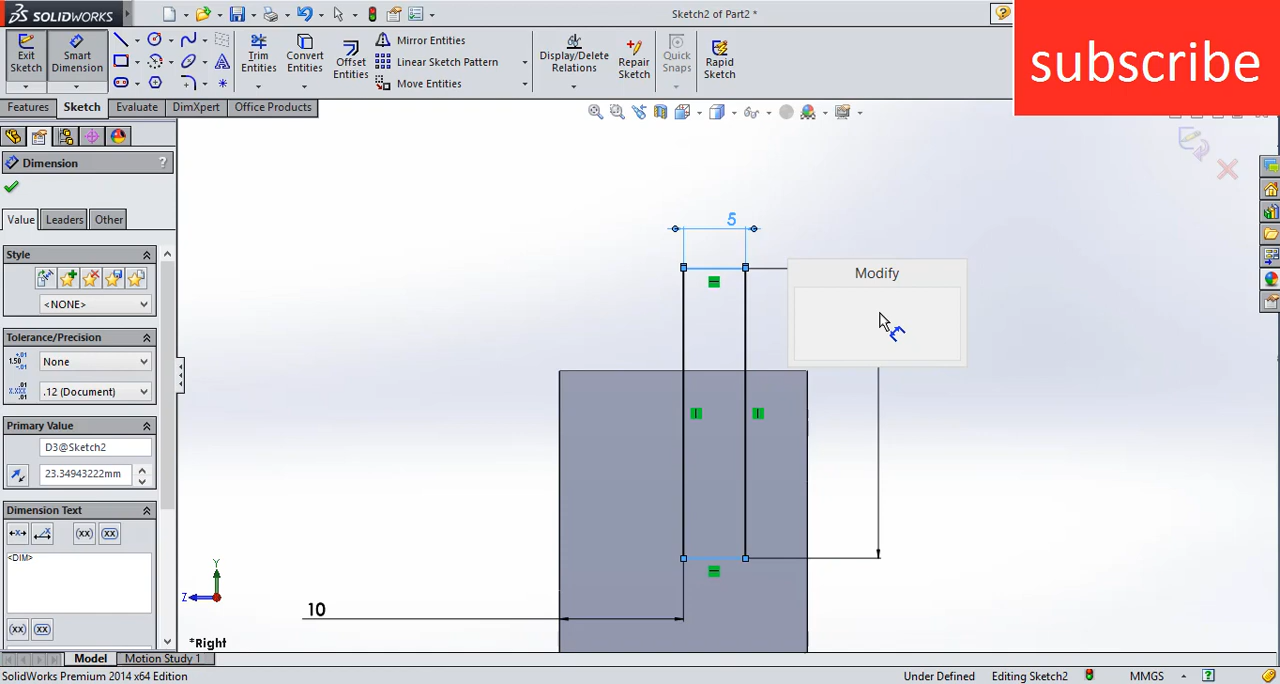 SOLIDWORKS
Sketch2 of Part2 *
?
subscribe
Exit Sketch
Smart Dimension
Trim Entities
Convert Entities
Offset Entities
Mirror Entities
Linear Sketch Pattern
Move Entities
Display/Delete Relations
Repair Sketch
Quick Snaps
Rapid Sketch
Features
Sketch
Evaluate
DimXpert
Office Products
Dimension
?
Value
Leaders
Other
Style
<NONE>
Tolerance/Precision
None
.12 (Document)
Primary Value
D3@Sketch2
23.34943222mm
Dimension Text
<DIM>
5
Modify
10
Y
Z
*Right
Model
Motion Study 1
SolidWorks Premium 2014 x64 Edition
Under Defined
Editing Sketch2
MMGS
?